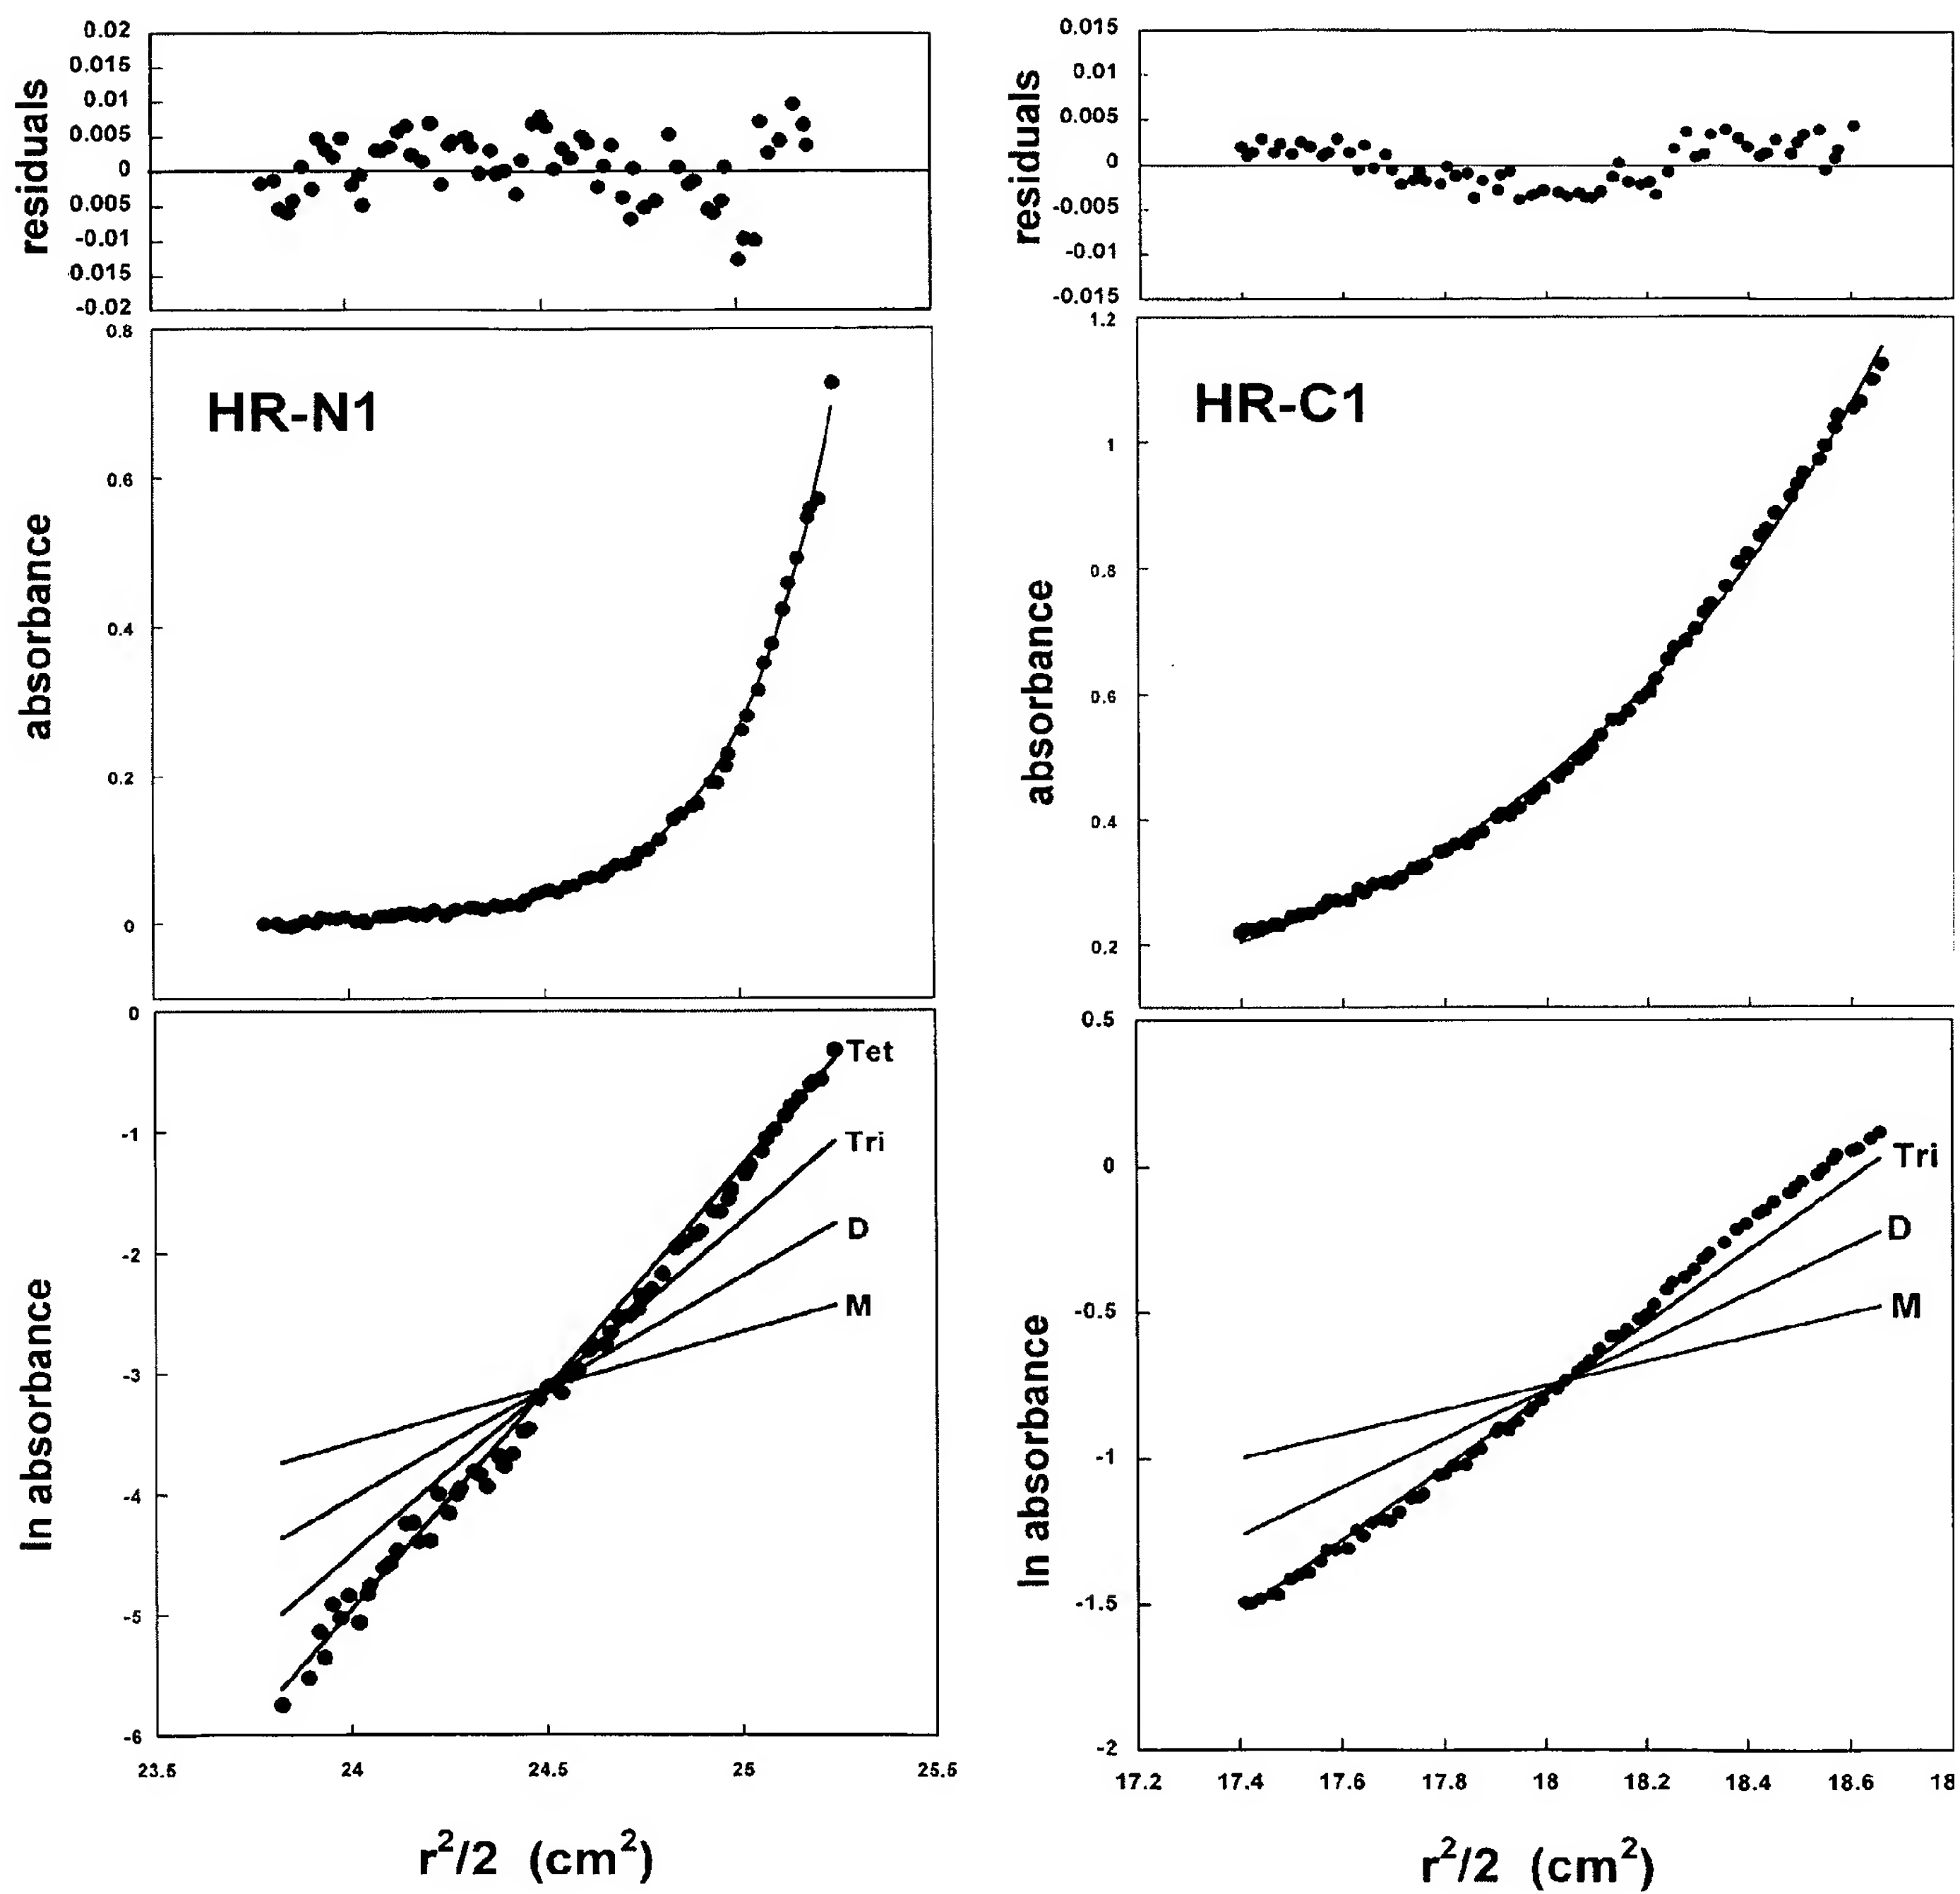 residuals
0.02
0.015
0.01
0.005
0
0.005
-0.01
0.015
-0.02
absorbance
HR-N1
0.8
0.6
0.4
0.2
0
ln absorbance
0
-1
-2
-3
-4
-5
-6
Tet
Tri
D
M
23.5 24 24.5 25 25.5
r²/2 (cm²)
residuals
0.015
0.01
0.005
0
-0.005
-0.01
-0.015
absorbance
HR-C1
1.2
1
0.8
0.6
0.4
0.2
ln absorbance
0.5
0
-0.5
-1
-1.5
-2
Tri
D
M
17.2 17.4 17.6 17.8 18 18.2 18.4 18.6 18
r²/2 (cm²)